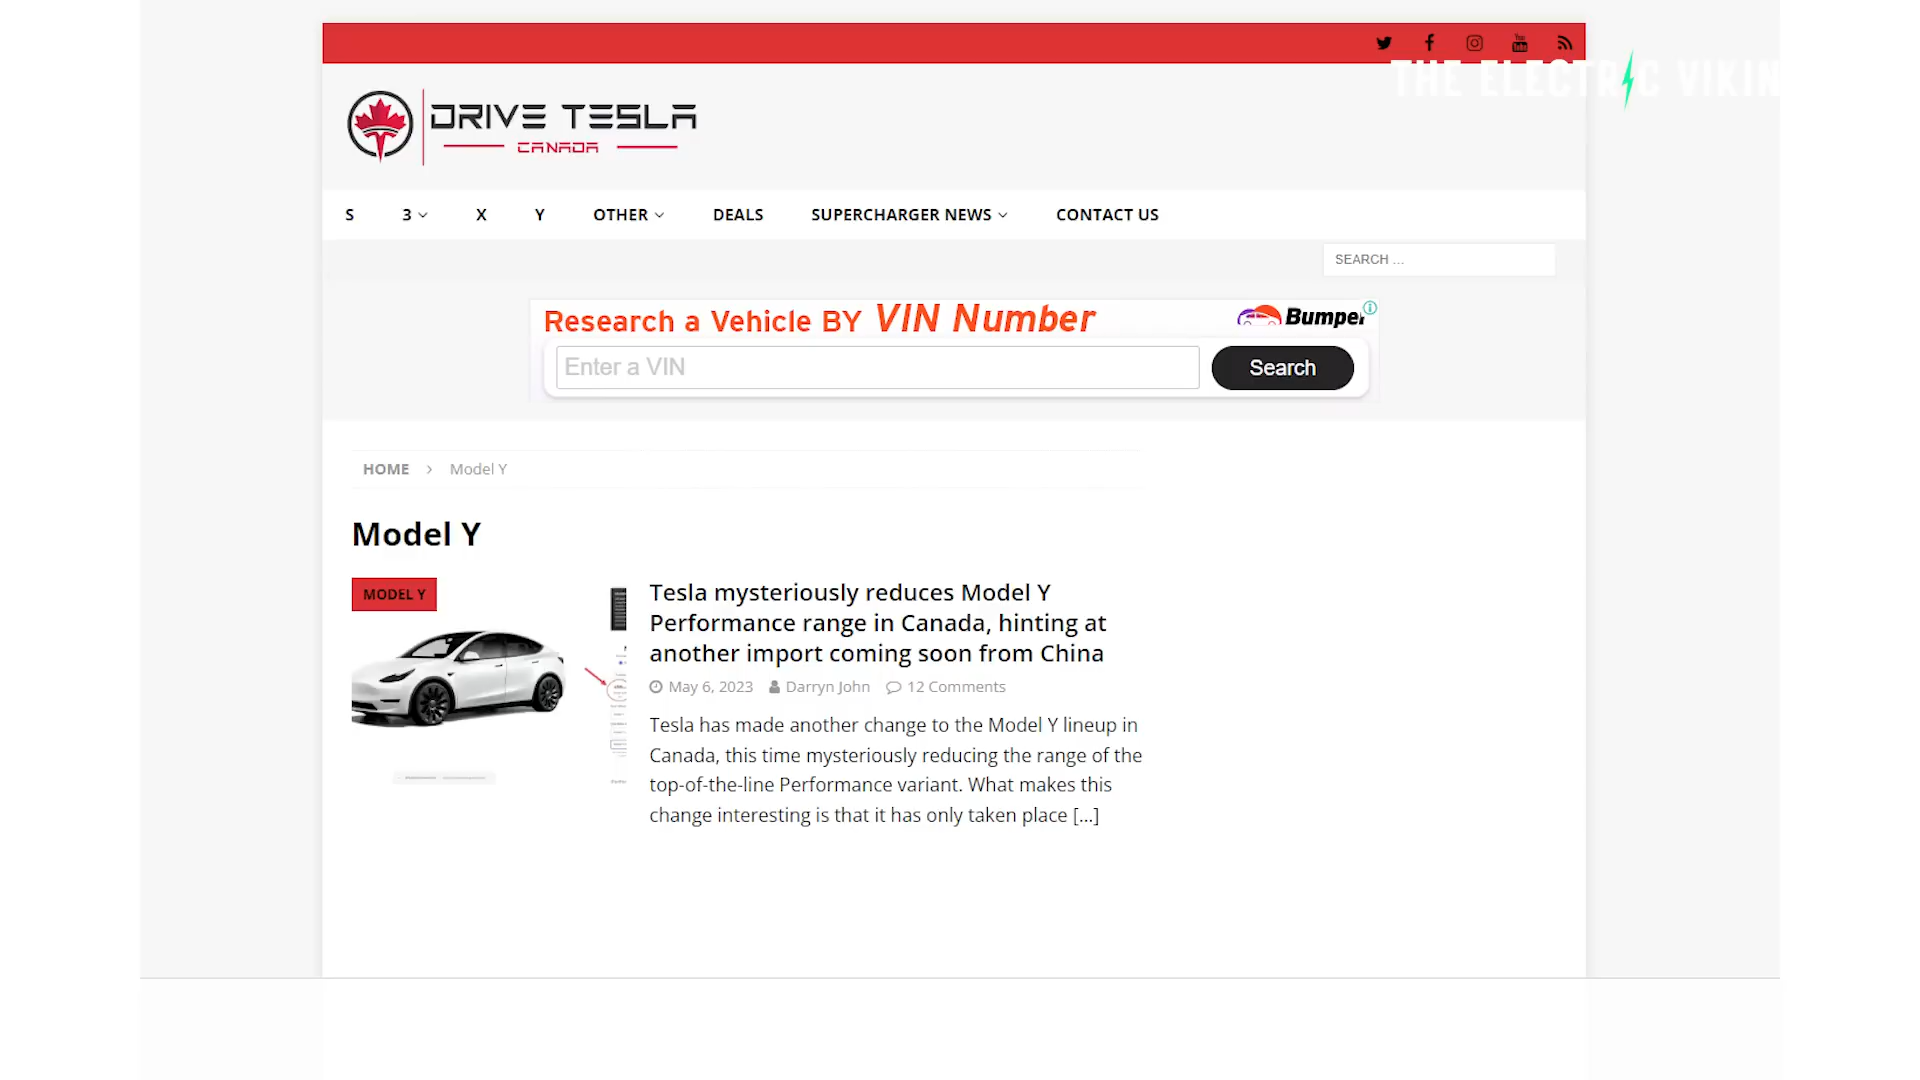 THE ELECTRIC VIKIN
DRIVE TESLA
CANADA
S 3 X Y OTHER DEALS SUPERCHARGER NEWS CONTACT US
SEARCH ...
Research a Vehicle BY VIN Number
Bumper
Enter a VIN
Search
HOME > Model Y
Model Y
MODEL Y
Tesla mysteriously reduces Model Y
Performance range in Canada, hinting at
another import coming soon from China
May 6, 2023 Darryn John 12 Comments
Tesla has made another change to the Model Y lineup in
Canada, this time mysteriously reducing the range of the
top-of-the-line Performance variant. What makes this
change interesting is that it has only taken place [...]